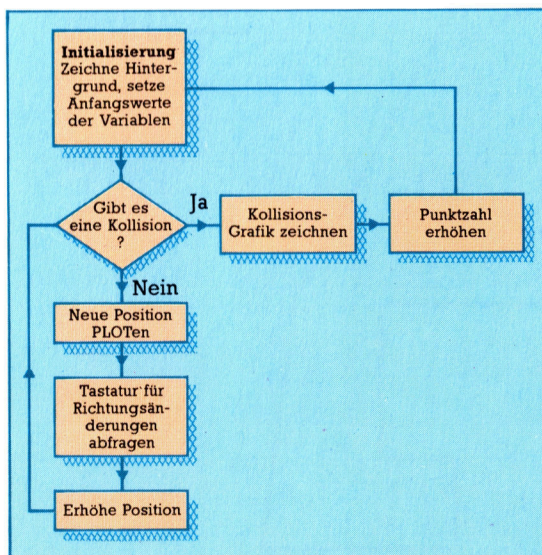 Initialisierung
Zeichne Hinter-
grund, setze
Anfangswerte
der Variablen
Gibt es
eine Kollision
?
Ja
Kollisions-
Grafik zeichnen
Punktzahl
erhöhen
Nein
Neue Position
PLOTen
Tastatur für
Richtungsän-
derungen
abfragen
Erhöhe Position